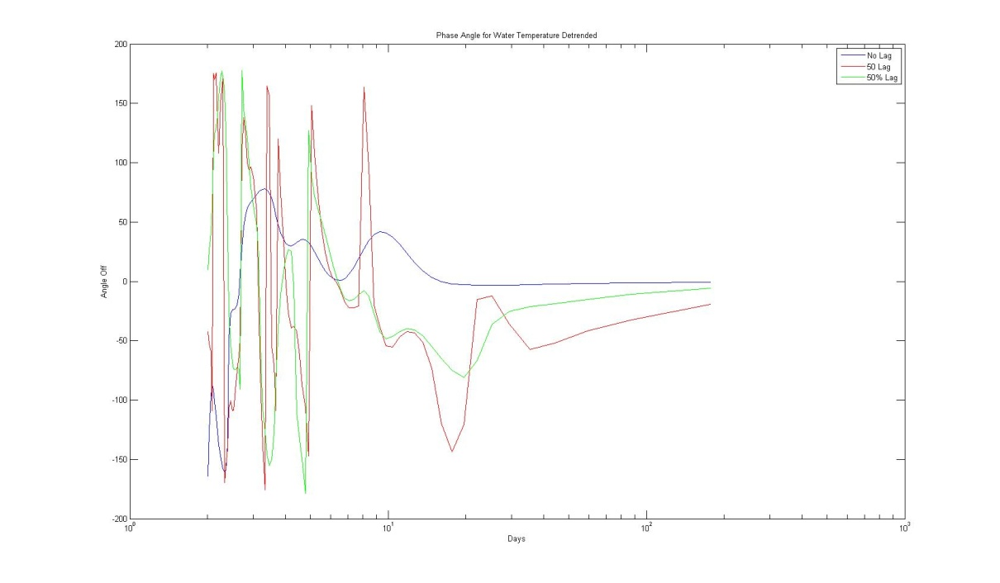 Phase Angle for Water Temperature Detrended
No Lag
50 Lag
50% Lag
200
150
100
50
0
-50
-100
-150
-200
Angle Off
10^0
10^1
10^2
10^3
Days